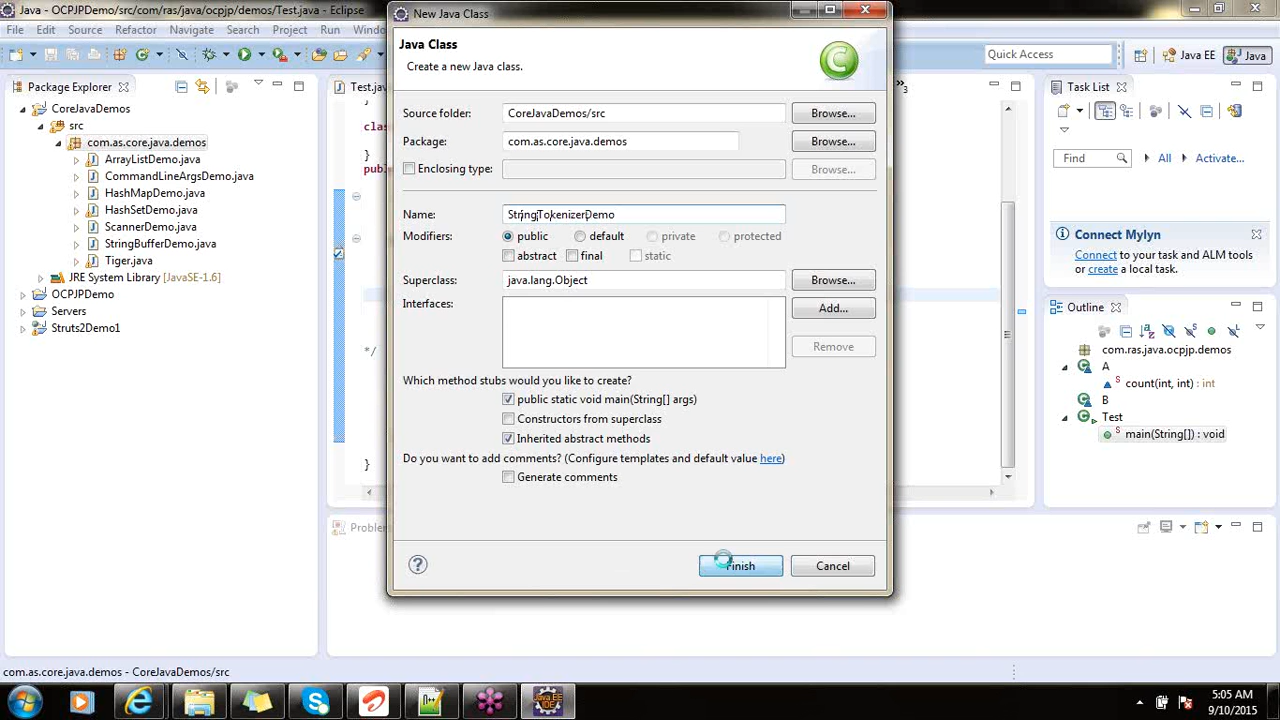 Java - OCPJPDemo/src/com/ras/java/ocpjp/demos/Test.java - Eclipse
New Java Class
File Edit Source Refactor Navigate Search Project Run Window
Java Class
Create a new Java class.
Quick Access
Java EE
Java
Package Explorer
Test.java
Task List
CoreJavaDemos
src
com.as.core.java.demos
ArrayListDemo.java
CommandLineArgsDemo.java
HashMapDemo.java
HashSetDemo.java
ScannerDemo.java
StringBufferDemo.java
Tiger.java
JRE System Library [JavaSE-1.6]
OCPJPDemo
Servers
Struts2Demo1
}
clas
}
publ
*/
}
Source folder:
CoreJavaDemos/src
Browse...
Package:
com.as.core.java.demos
Browse...
Enclosing type:
Browse...
Name:
StringTokenizerDemo
Modifiers:
public default private protected
abstract final static
Superclass:
java.lang.Object
Browse...
Interfaces:
Add...
Remove
Which method stubs would you like to create?
public static void main(String[] args)
Constructors from superclass
Inherited abstract methods
Do you want to add comments? (Configure templates and default value here)
Generate comments
Finish
Cancel
Find
All
Activate...
Connect Mylyn
Connect to your task and ALM tools
or create a local task.
Outline
com.ras.java.ocpjp.demos
A
count(int, int) : int
B
Test
main(String[]) : void
Problem
com.as.core.java.demos - CoreJavaDemos/src
5:05 AM
9/10/2015